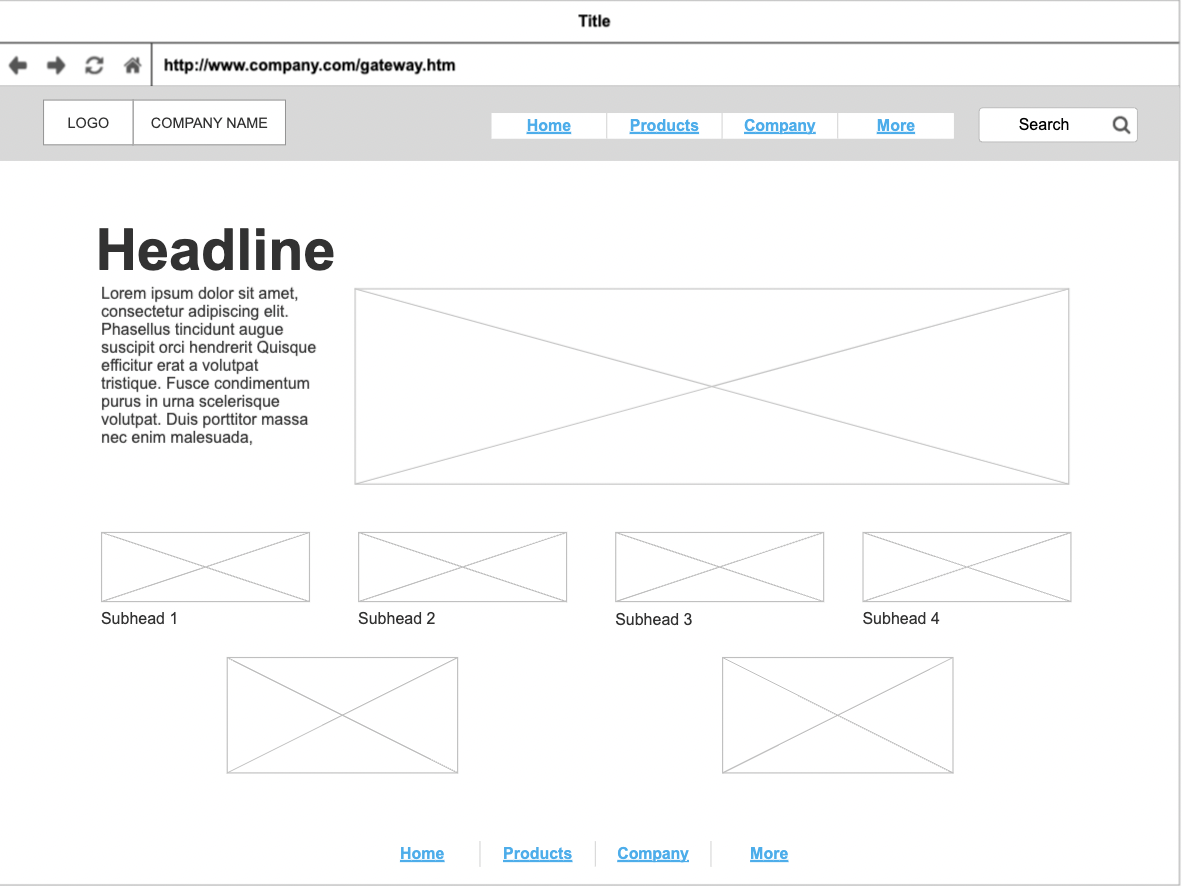 Title
http://www.company.com/gateway.htm
LOGO
COMPANY NAME
Home
Products
Company
More
Search
Headline
Lorem ipsum dolor sit amet,
consectetur adipiscing elit.
Phasellus tincidunt augue
suscipit orci hendrerit Quisque
efficitur erat a volutpat
tristique. Fusce condimentum
purus in urna scelerisque
volutpat. Duis porttitor massa
nec enim malesuada,
Subhead 1
Subhead 2
Subhead 3
Subhead 4
Home
Products
Company
More